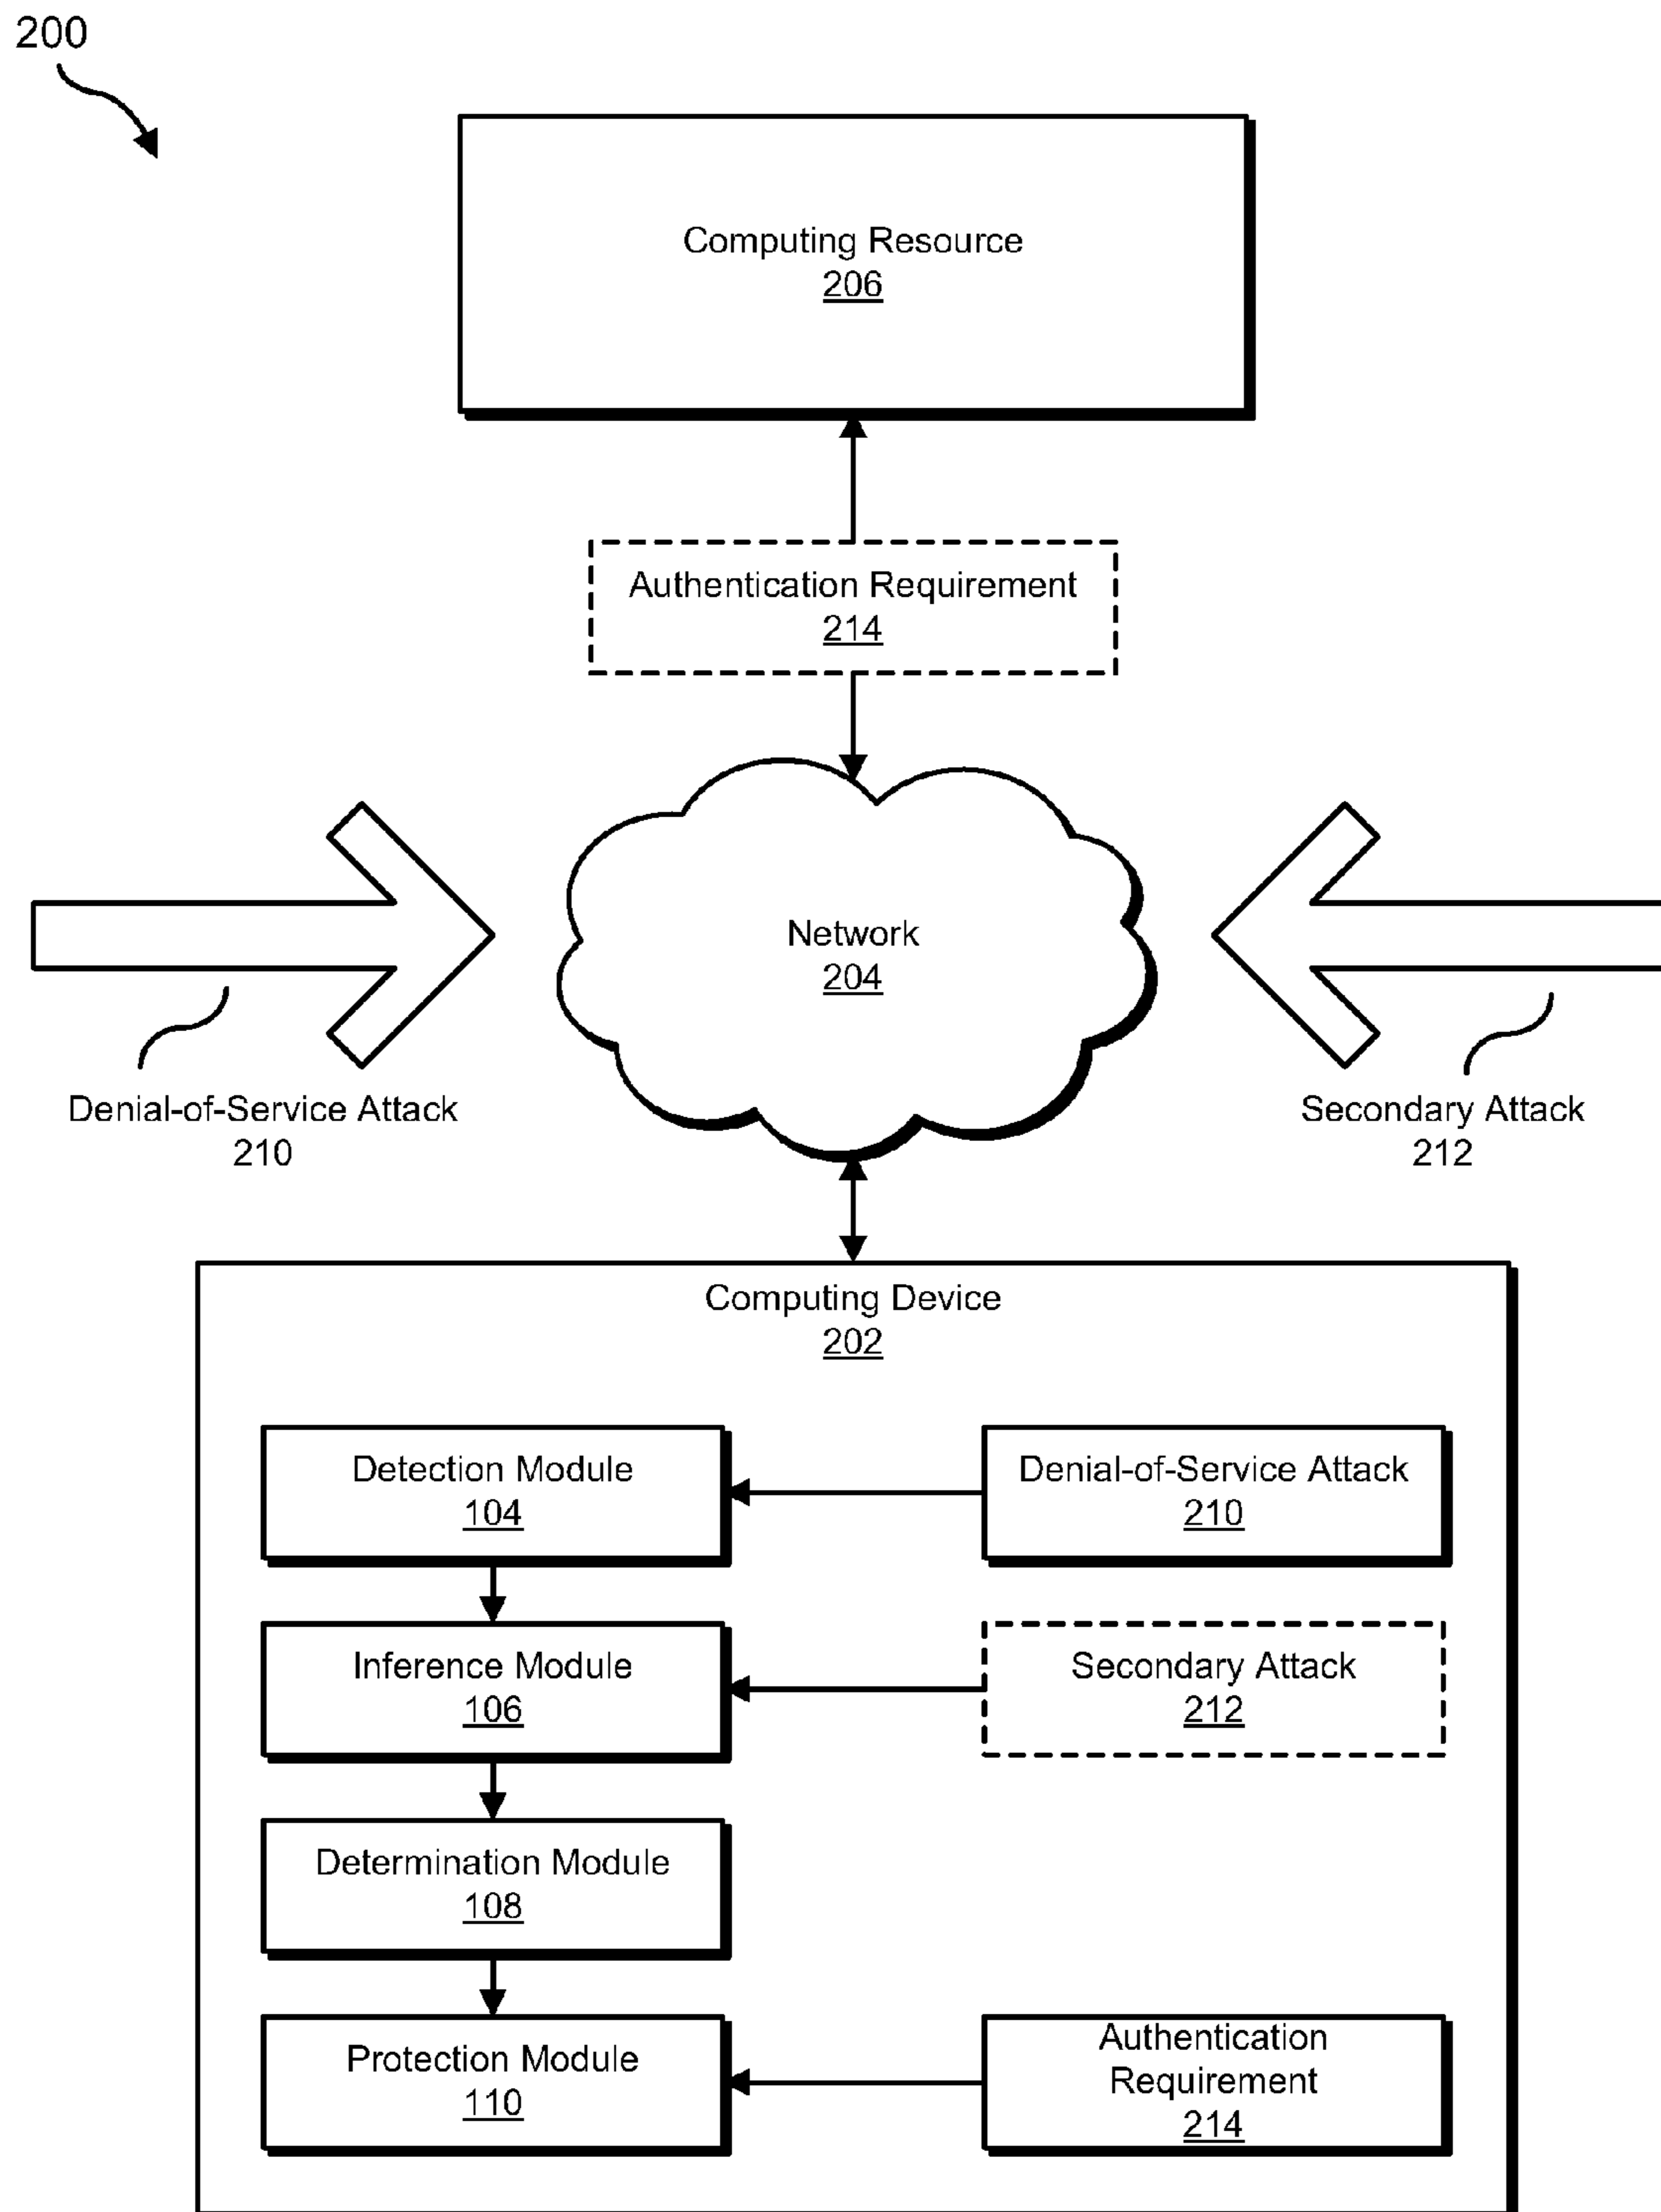 200
Computing Resource
206
Authentication Requirement
214
Network
204
Denial-of-Service Attack
210
Secondary Attack
212
Computing Device
202
Detection Module
104
Denial-of-Service Attack
210
Inference Module
106
Secondary Attack
212
Determination Module
108
Protection Module
110
Authentication
Requirement
214